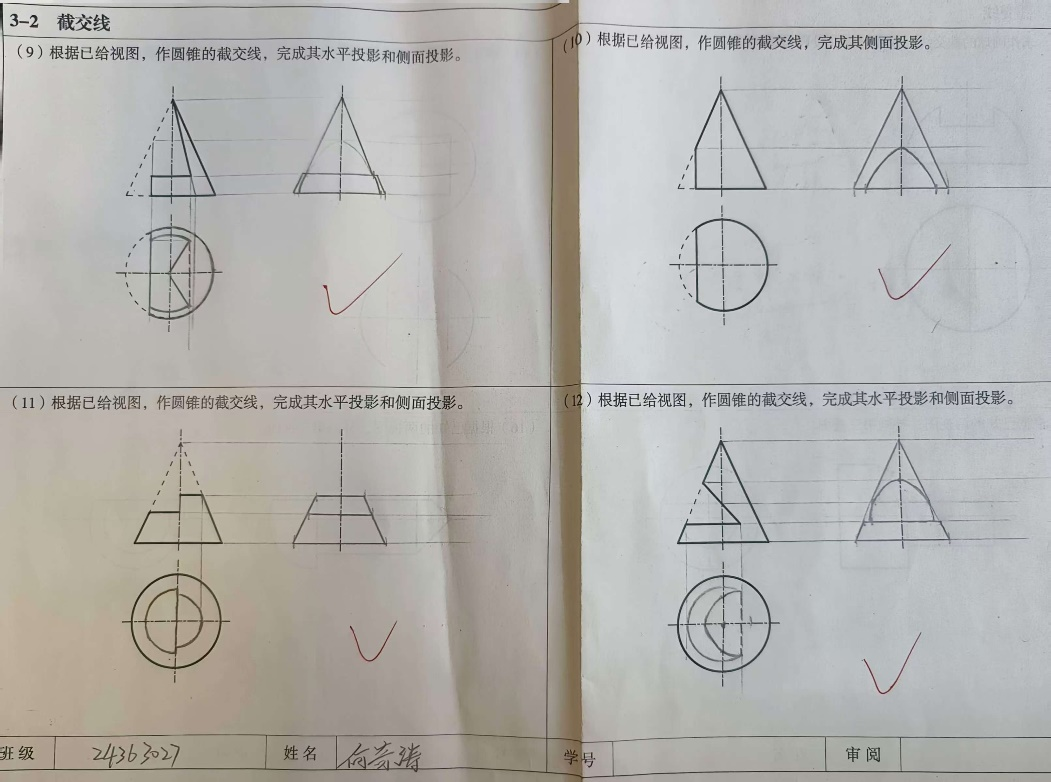 3-2 截交线
(9)根据已给视图，作圆锥的截交线，完成其水平投影和侧面投影。
(10)根据已给视图，作圆锥的截交线，完成其侧面投影。
(11)根据已给视图，作圆锥的截交线，完成其水平投影和侧面投影。
(12)根据已给视图，作圆锥的截交线，完成其水平投影和侧面投影。
班级 24363027 姓名 学号 审阅